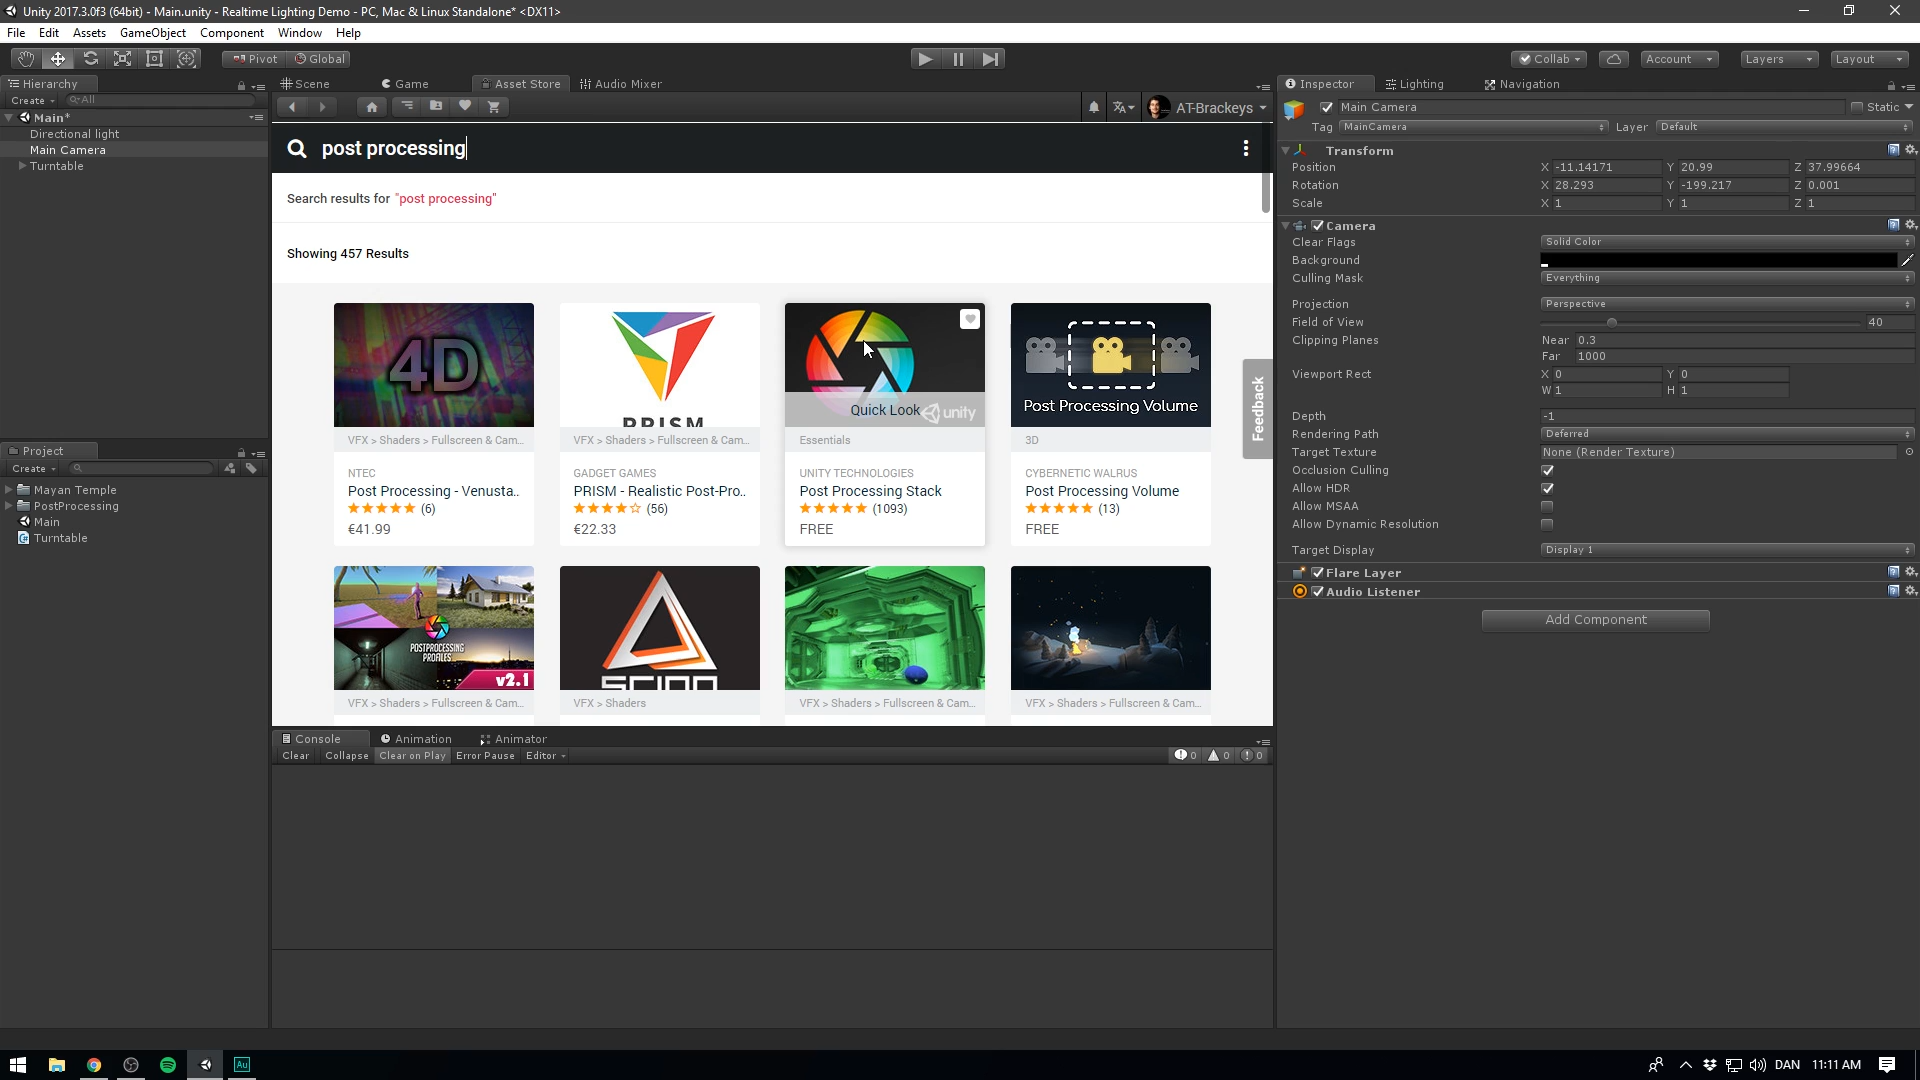 Unity 2017.3.0f3 (64bit) - Main.unity - Realtime Lighting Demo - PC, Mac & Linux Standalone* <DX11>
File Edit Assets GameObject Component Window Help
Pivot Global Collab Account Layers Layout
Hierarchy
Create All
Main*
Directional light
Main Camera
Turntable
Project
Create
Mayan Temple
PostProcessing
Main
Turntable
Scene Game Asset Store Audio Mixer
AT-Brackeys
post processing
Search results for "post processing"
Showing 457 Results
4D
VFX > Shaders > Fullscreen & Cam...
NTEC
Post Processing - Venusta..
(6)
€41.99
PRISM
VFX > Shaders > Fullscreen & Cam...
GADGET GAMES
PRISM - Realistic Post-Pro..
(56)
€22.33
Quick Look unity
Essentials
UNITY TECHNOLOGIES
Post Processing Stack
(1093)
FREE
Post Processing Volume
3D
CYBERNETIC WALRUS
Post Processing Volume
(13)
FREE
Feedback
POSTPROCESSING
PROFILES
v2.1
VFX > Shaders > Fullscreen & Cam...
VFX > Shaders
VFX > Shaders > Fullscreen & Cam...
VFX > Shaders > Fullscreen & Cam...
Console Animation Animator
Clear Collapse Clear on Play Error Pause Editor 0 0 0
Inspector Lighting Navigation
Main Camera Static
Tag MainCamera Layer Default
Transform
Position X -11.14171 Y 20.99 Z 37.99664
Rotation X 28.293 Y -199.217 Z 0.001
Scale X 1 Y 1 Z 1
Camera
Clear Flags Solid Color
Background
Culling Mask Everything
Projection Perspective
Field of View 40
Clipping Planes Near 0.3
Far 1000
Viewport Rect X 0 Y 0
W 1 H 1
Depth -1
Rendering Path Deferred
Target Texture None (Render Texture)
Occlusion Culling
Allow HDR
Allow MSAA
Allow Dynamic Resolution
Target Display Display 1
Flare Layer
Audio Listener
Add Component
Au
DAN 11:11 AM